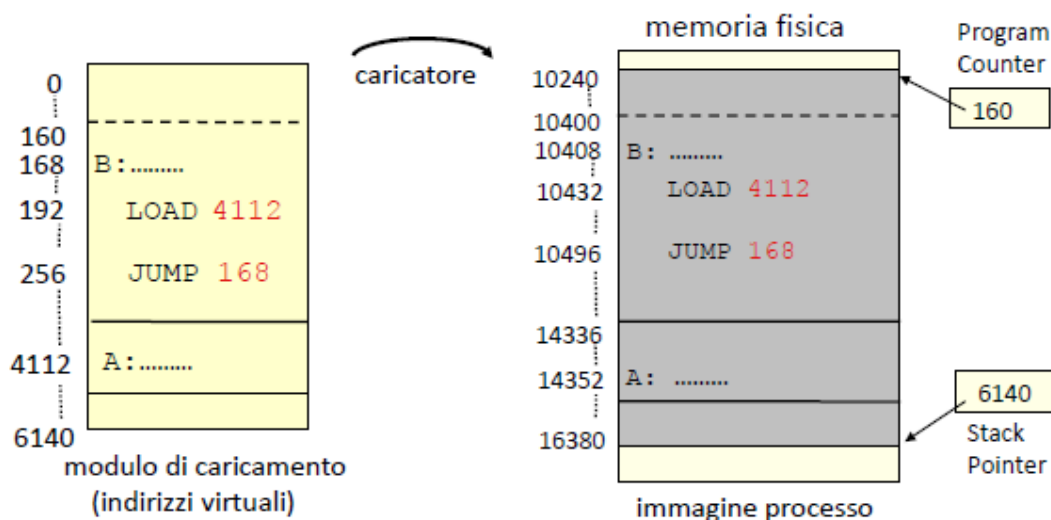 caricatore
0
160
168
192
256
4112
6140
B:………
LOAD 4112
JUMP 168
A:………
modulo di caricamento
(indirizzi virtuali)
memoria fisica
10240
10400
10408
10432
10496
14336
14352
16380
B: ………
LOAD 4112
JUMP 168
A: ………
immagine processo
Program
Counter
160
6140
Stack
Pointer